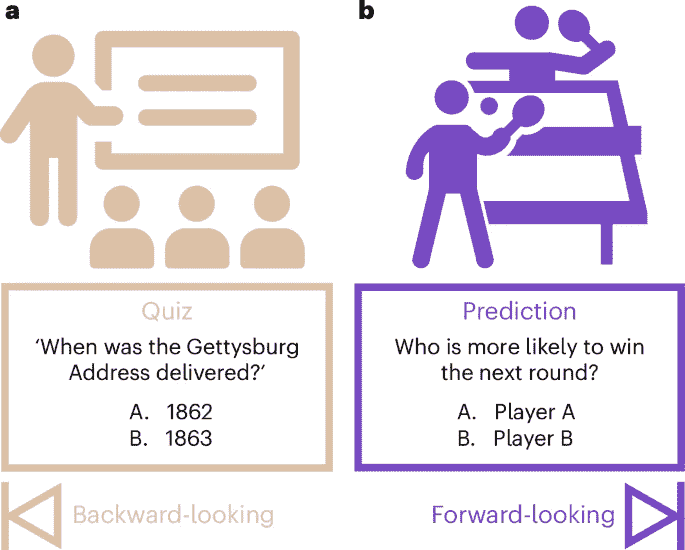 a
b
Quiz
‘When was the Gettysburg
Address delivered?’
A. 1862
B. 1863
Prediction
Who is more likely to win
the next round?
A. Player A
B. Player B
Backward-looking
Forward-looking